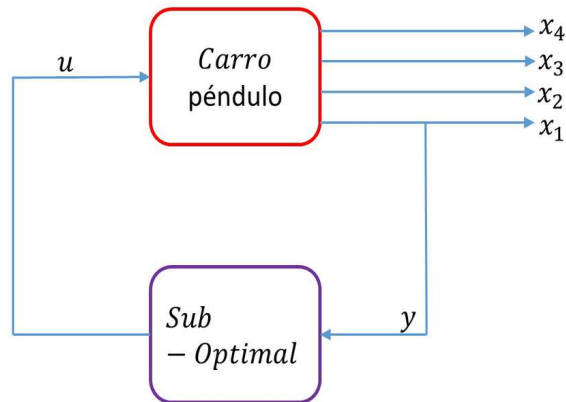 x₄
u
Carro
péndulo
x₃
x₂
x₁
Sub
– Optimal
y